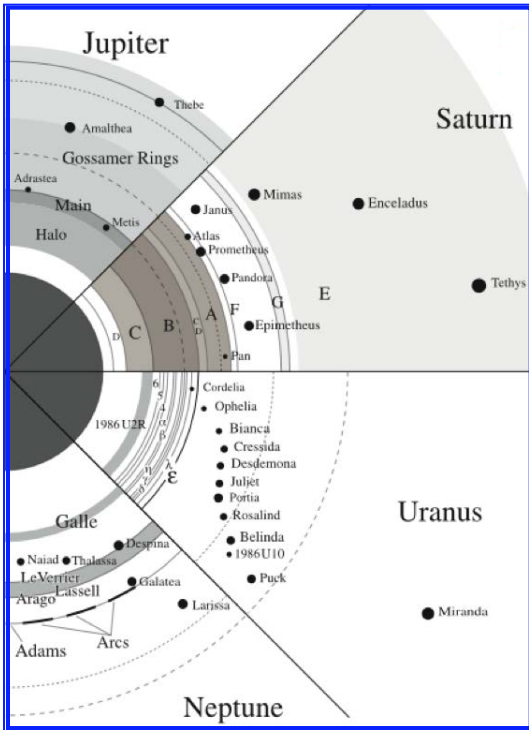 Jupiter
Thebe
Amalthea
Gossamer Rings
Adrastea
Main
Metis
Halo
Saturn
Mimas
Enceladus
Janus
Atlas
Prometheus
Pandora
Tethys
Epimetheus
Pan
D
C
B
C
D
A
F
G
E
Uranus
Cordelia
Ophelia
Bianca
Cressida
Desdemona
Juliet
Portia
Rosalind
Belinda
1986U10
Puck
Miranda
1986 U2R
6
5
4
α
β
η
γ
δ
λ
ε
Galle
Despina
Naiad
Thalassa
LeVerrier
Lassell
Arago
Galatea
Larissa
Arcs
Adams
Neptune